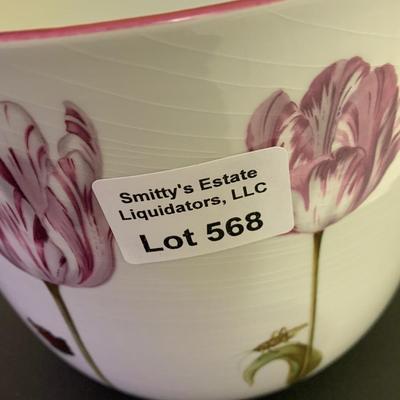 Smitty's Estate
Liquidators, LLC
Lot 568